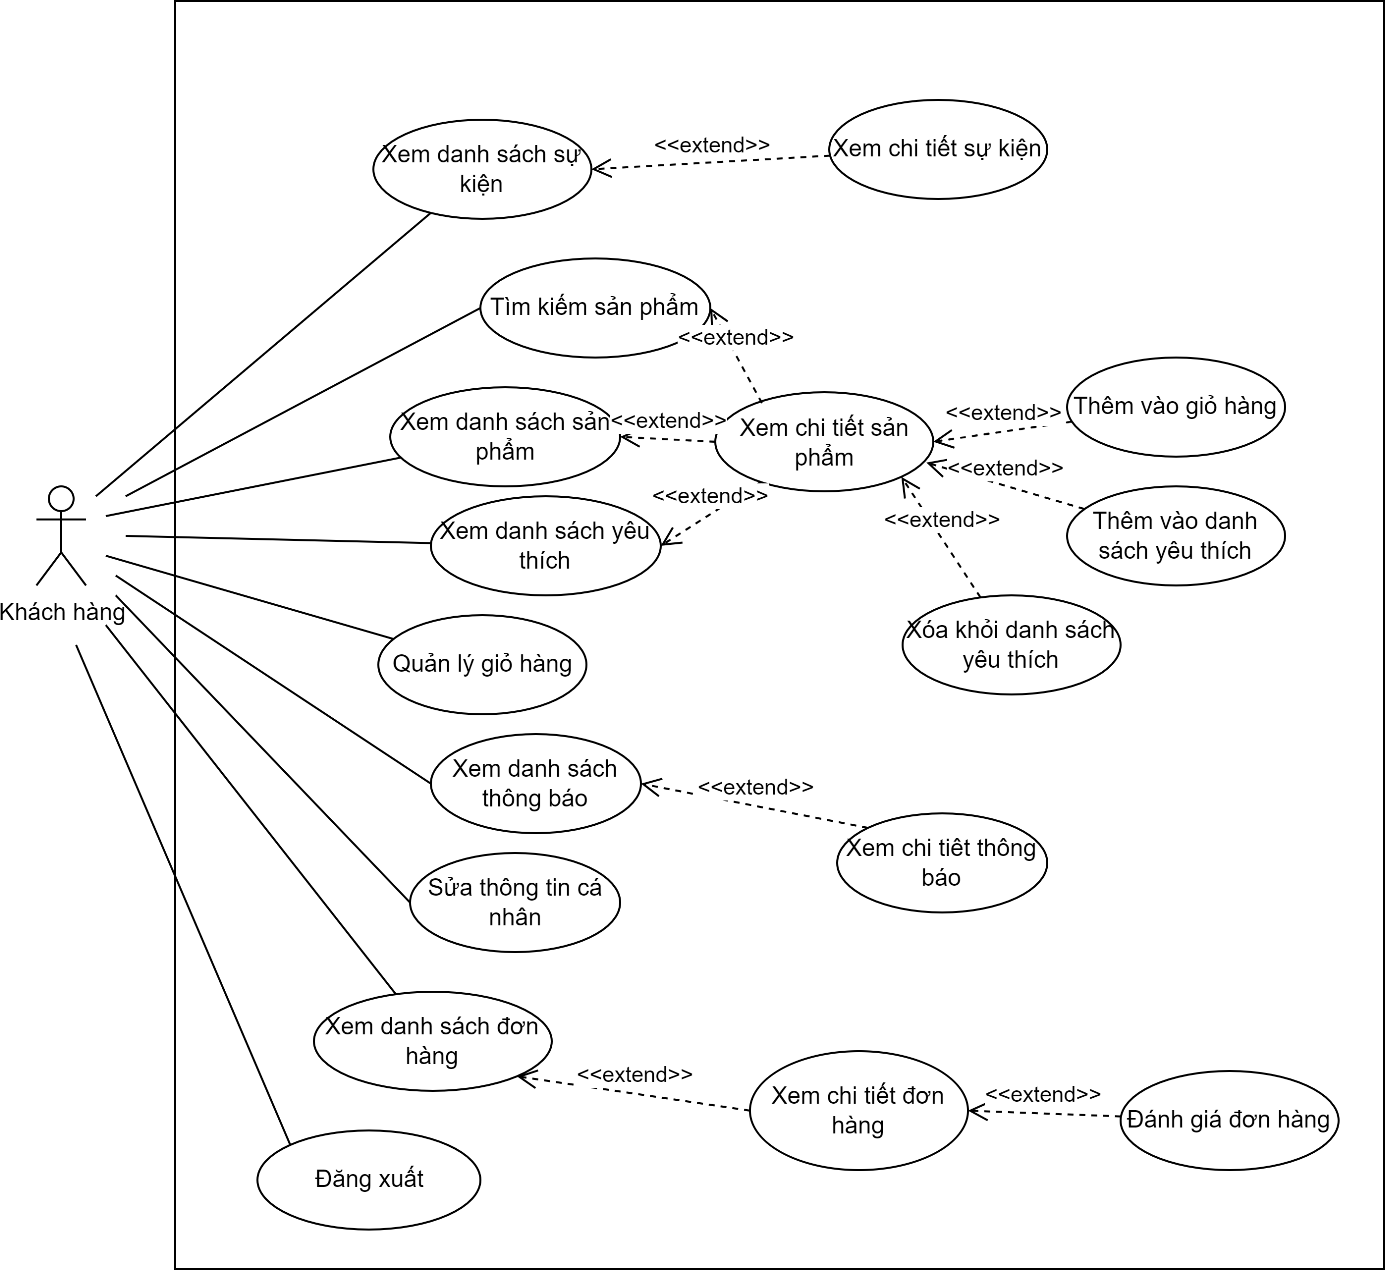 Xem danh sách sự
kiện
<<extend>>
Xem chi tiết sự kiện
Tìm kiếm sản phẩm
<<extend>>
Xem danh sách sản
phẩm
<<extend>>
Xem chi tiết sản
phẩm
<<extend>>
Thêm vào giỏ hàng
<<extend>>
Thêm vào danh
sách yêu thích
<<extend>>
Xem danh sách yêu
thích
<<extend>>
Xóa khỏi danh sách
yêu thích
Khách hàng
Quản lý giỏ hàng
Xem danh sách
thông báo
<<extend>>
Xem chi tiêt thông
báo
Sửa thông tin cá
nhân
Xem danh sách đơn
hàng
<<extend>>
Xem chi tiết đơn
hàng
<<extend>>
Đánh giá đơn hàng
Đăng xuất